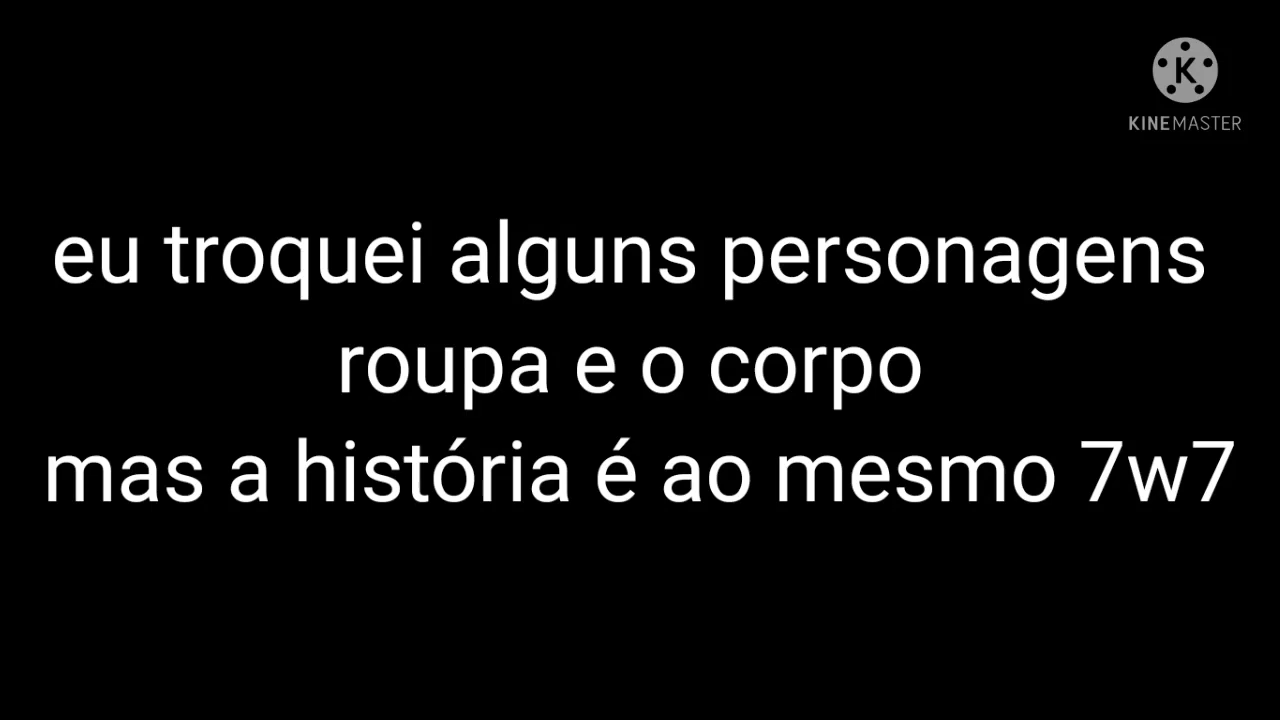 KINEMASTER
eu troquei alguns personagens
roupa e o corpo
mas a história é ao mesmo 7w7